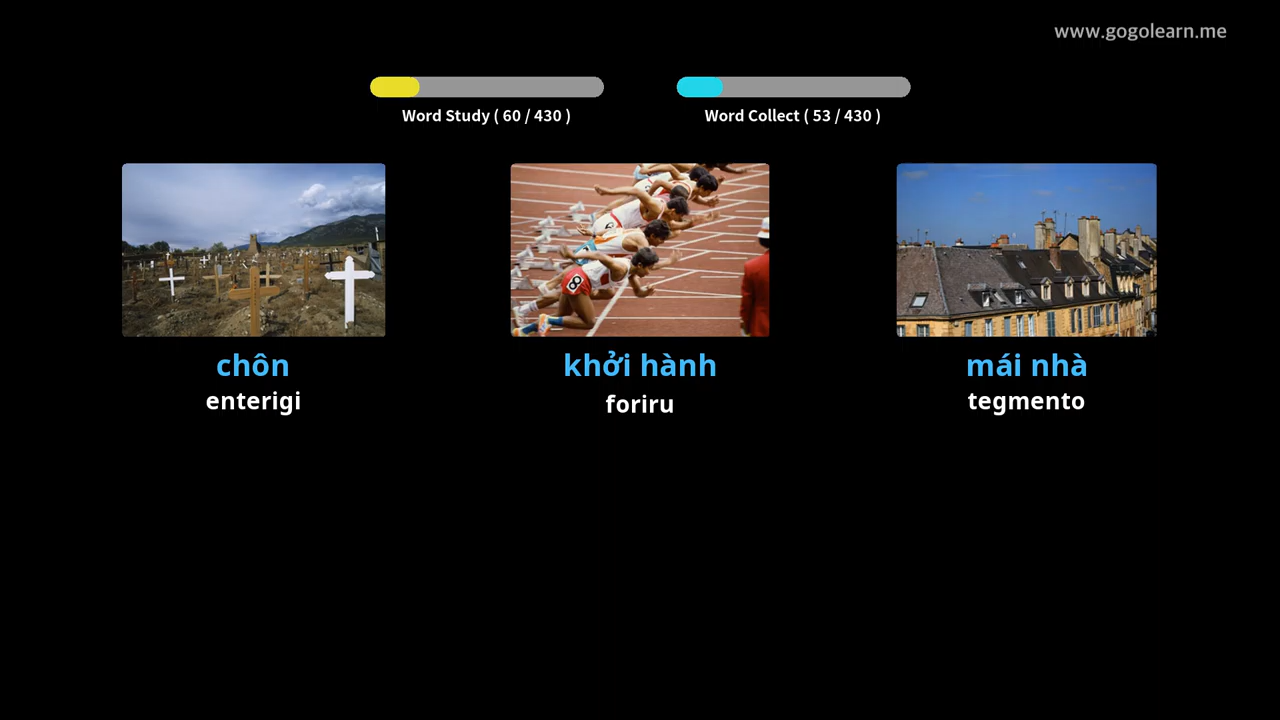 www.gogolearn.me
Word Study ( 60 / 430 )
Word Collect ( 53 / 430 )
chôn
enterigi
khởi hành
foriru
mái nhà
tegmento